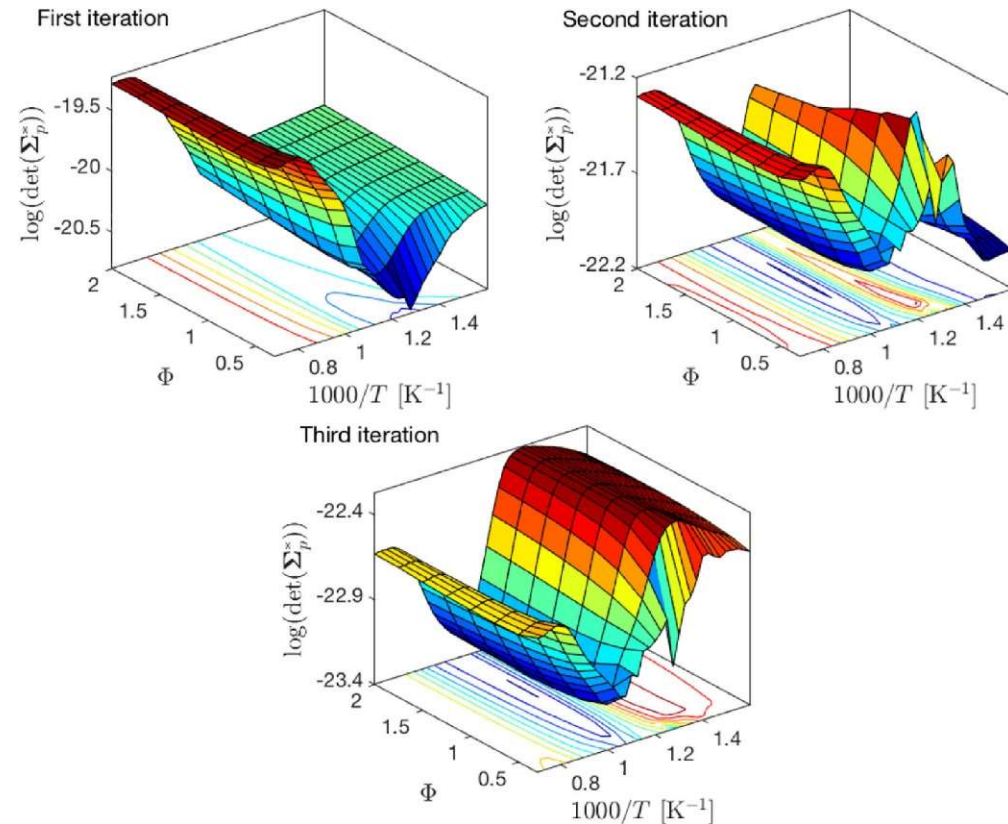 First iteration
log(det(Σ*p))
-19.5
-20
-20.5
2
1.5
1
0.5
Φ
0.8
1
1.2
1.4
1000/T [K⁻¹]
Second iteration
log(det(Σ*p))
-21.2
-21.7
-22.2
2
1.5
1
0.5
Φ
0.8
1
1.2
1.4
1000/T [K⁻¹]
Third iteration
log(det(Σ*p))
-22.4
-22.9
-23.4
2
1.5
1
0.5
Φ
0.8
1
1.2
1.4
1000/T [K⁻¹]